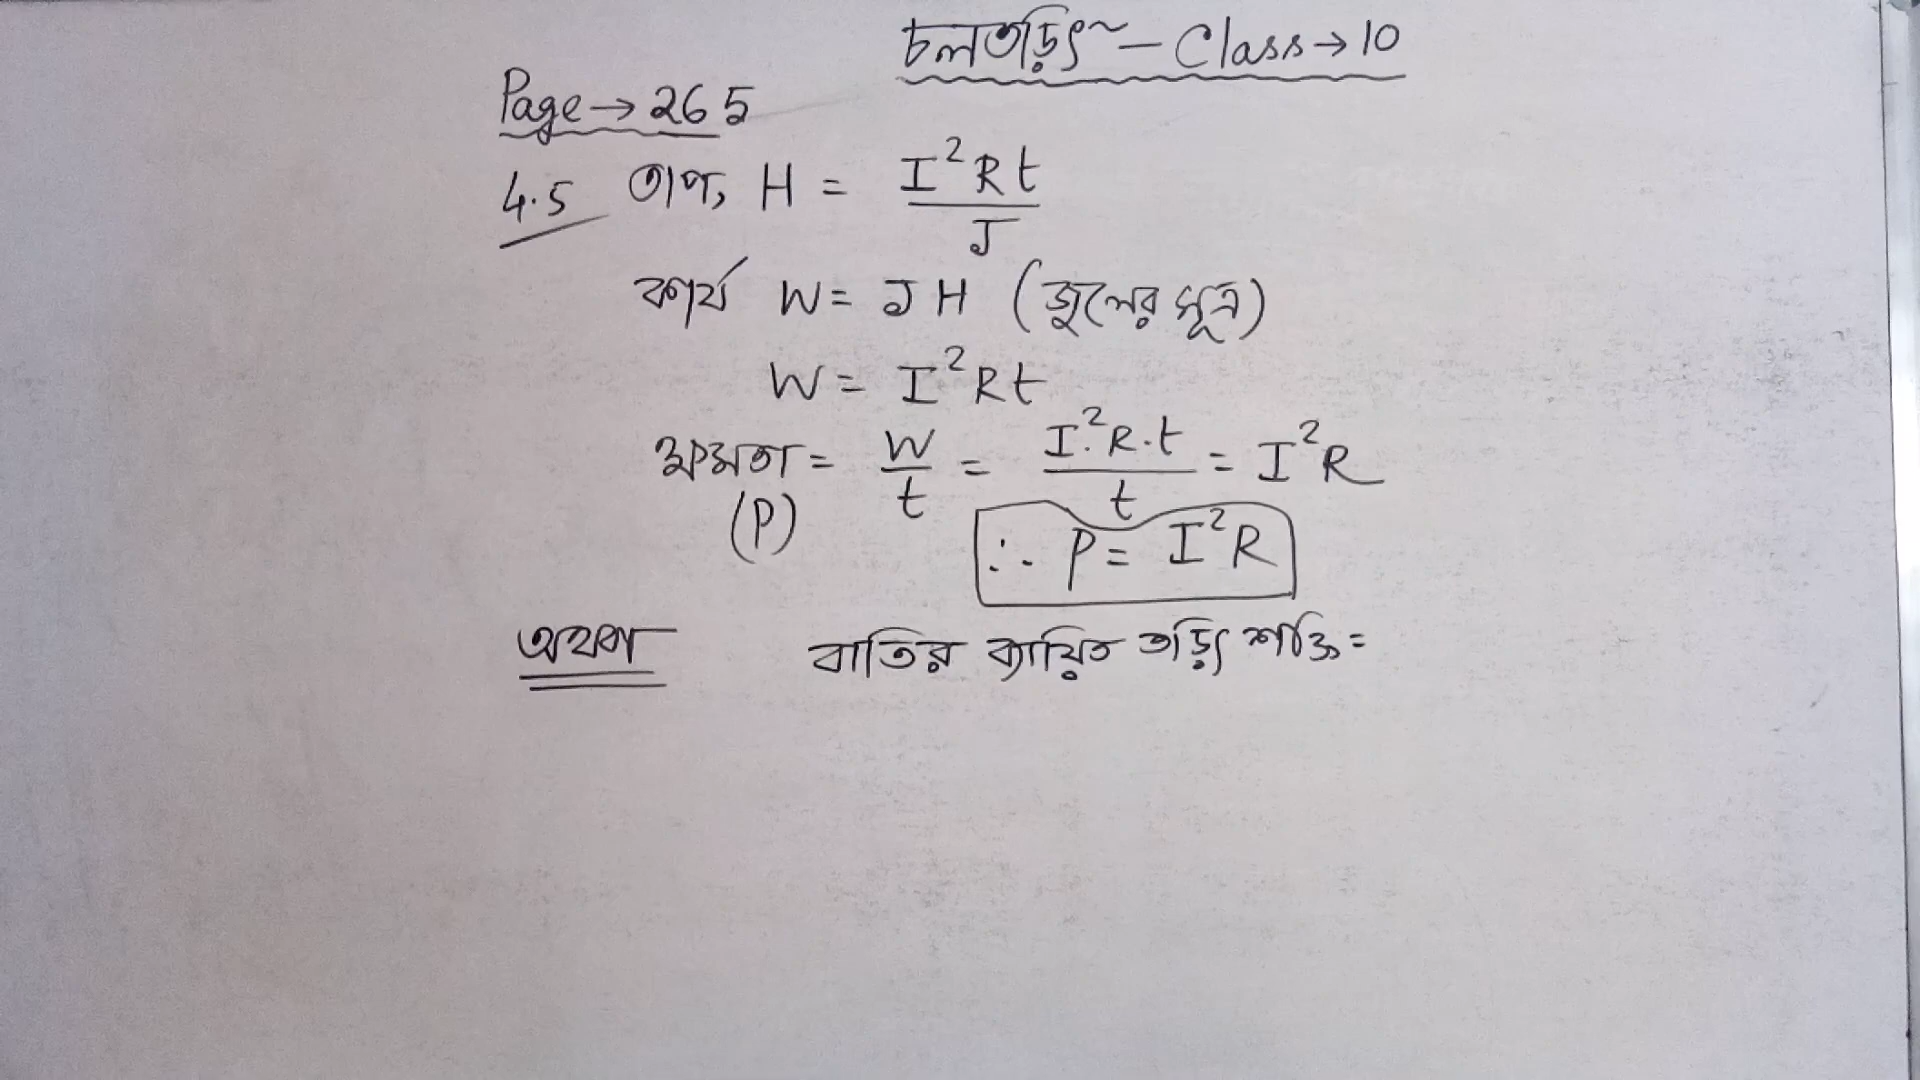 চলতড়িৎ - Class → 10
Page → 265
4.5 তাপ, H = I²Rt / J
কার্য W = JH (জুলের সূত্র)
W = I²Rt
ক্ষমতা (P) = W/t = I².R.t / t = I²R
∴ P = I²R
অথবা বাতির ব্যয়িত তড়িৎ শক্তি =